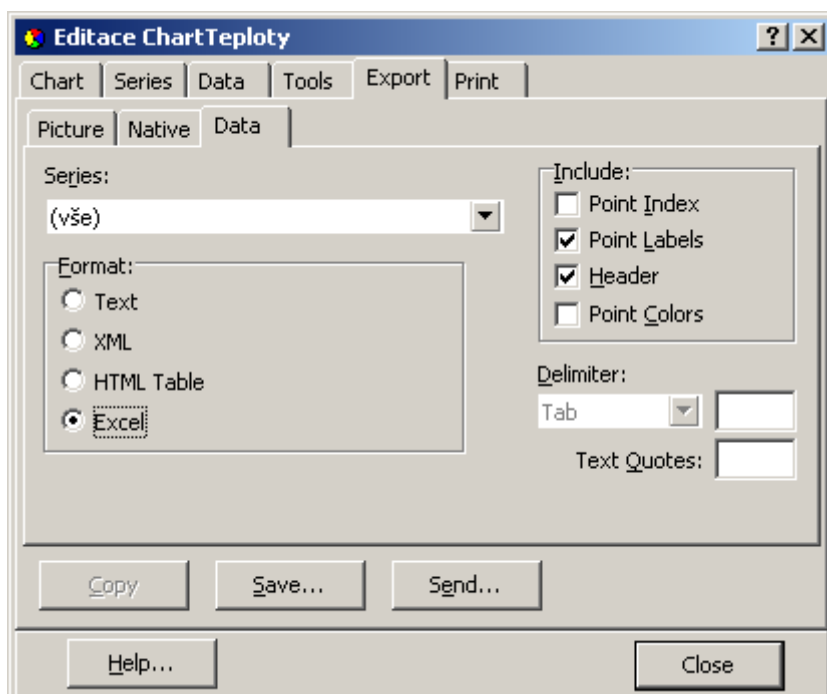 Editace ChartTeploty
Chart Series Data Tools Export Print
Picture Native Data
Series:
(vše)
Format:
Text
XML
HTML Table
Excel
Include:
Point Index
Point Labels
Header
Point Colors
Delimiter:
Tab
Text Quotes:
Copy Save... Send...
Help... Close